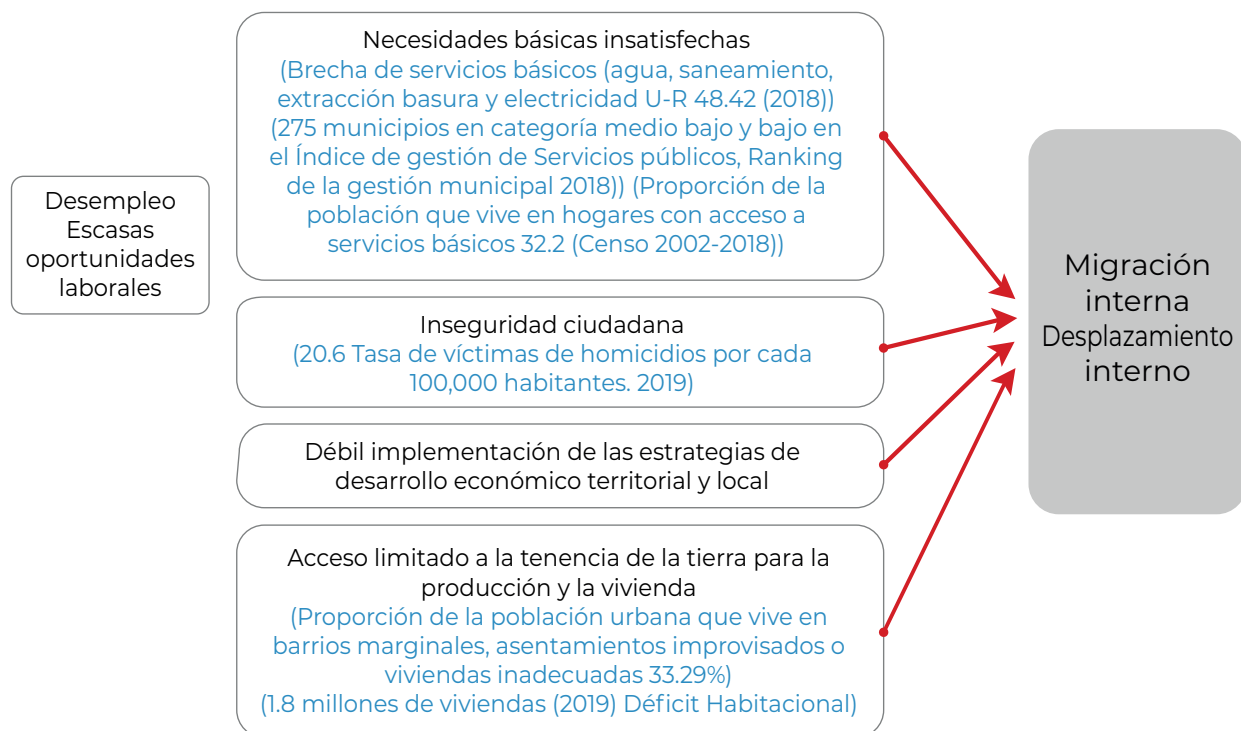 Desempleo
Escasas
oportunidades
laborales
Necesidades básicas insatisfechas
(Brecha de servicios básicos (agua, saneamiento,
extracción basura y electricidad U-R 48.42 (2018))
(275 municipios en categoría medio bajo y bajo en
el Índice de gestión de Servicios públicos, Ranking
de la gestión municipal 2018)) (Proporción de la
población que vive en hogares con acceso a
servicios básicos 32.2 (Censo 2002-2018))
Inseguridad ciudadana
(20.6 Tasa de víctimas de homicidios por cada
100,000 habitantes. 2019)
Débil implementación de las estrategias de
desarrollo económico territorial y local
Acceso limitado a la tenencia de la tierra para la
producción y la vivienda
(Proporción de la población urbana que vive en
barrios marginales, asentamientos improvisados o
viviendas inadecuadas 33.29%)
(1.8 millones de viviendas (2019) Déficit Habitacional)
Migración
interna
Desplazamiento
interno